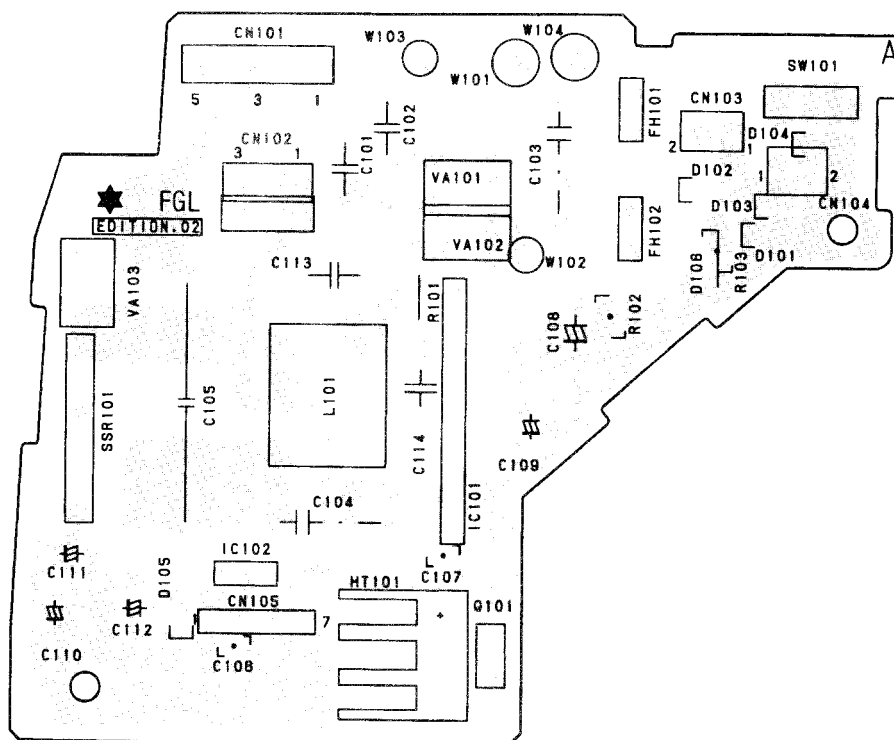 CN101
W103
W104
W101
A
SW101
5 3 1
CN102
3 1
C101
C102
C103
FH101
CN103
2 1
D104
D102
1 2
VA101
FGL
EDITION.02
D103
CN104
VA102
W102
FH102
D108
R103
D101
VA103
C113
R101
C108
R102
SSR101
C105
L101
C114
C109
C104
IC101
C111
D105
IC102
L
C107
HT101
CN105
1 7
Q101
C112
C110
L
C108